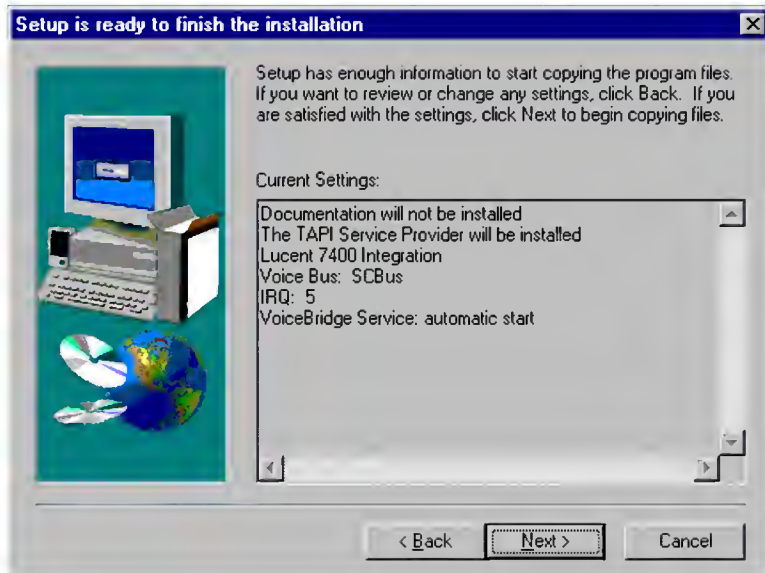 Setup is ready to finish the installation
Setup has enough information to start copying the program files.
If you want to review or change any settings, click Back. If you
are satisfied with the settings, click Next to begin copying files.
Current Settings:
Documentation will not be installed
The TAPI Service Provider will be installed
Lucent 7400 Integration
Voice Bus: SCBus
IRQ: 5
VoiceBridge Service: automatic start
< Back
Next >
Cancel